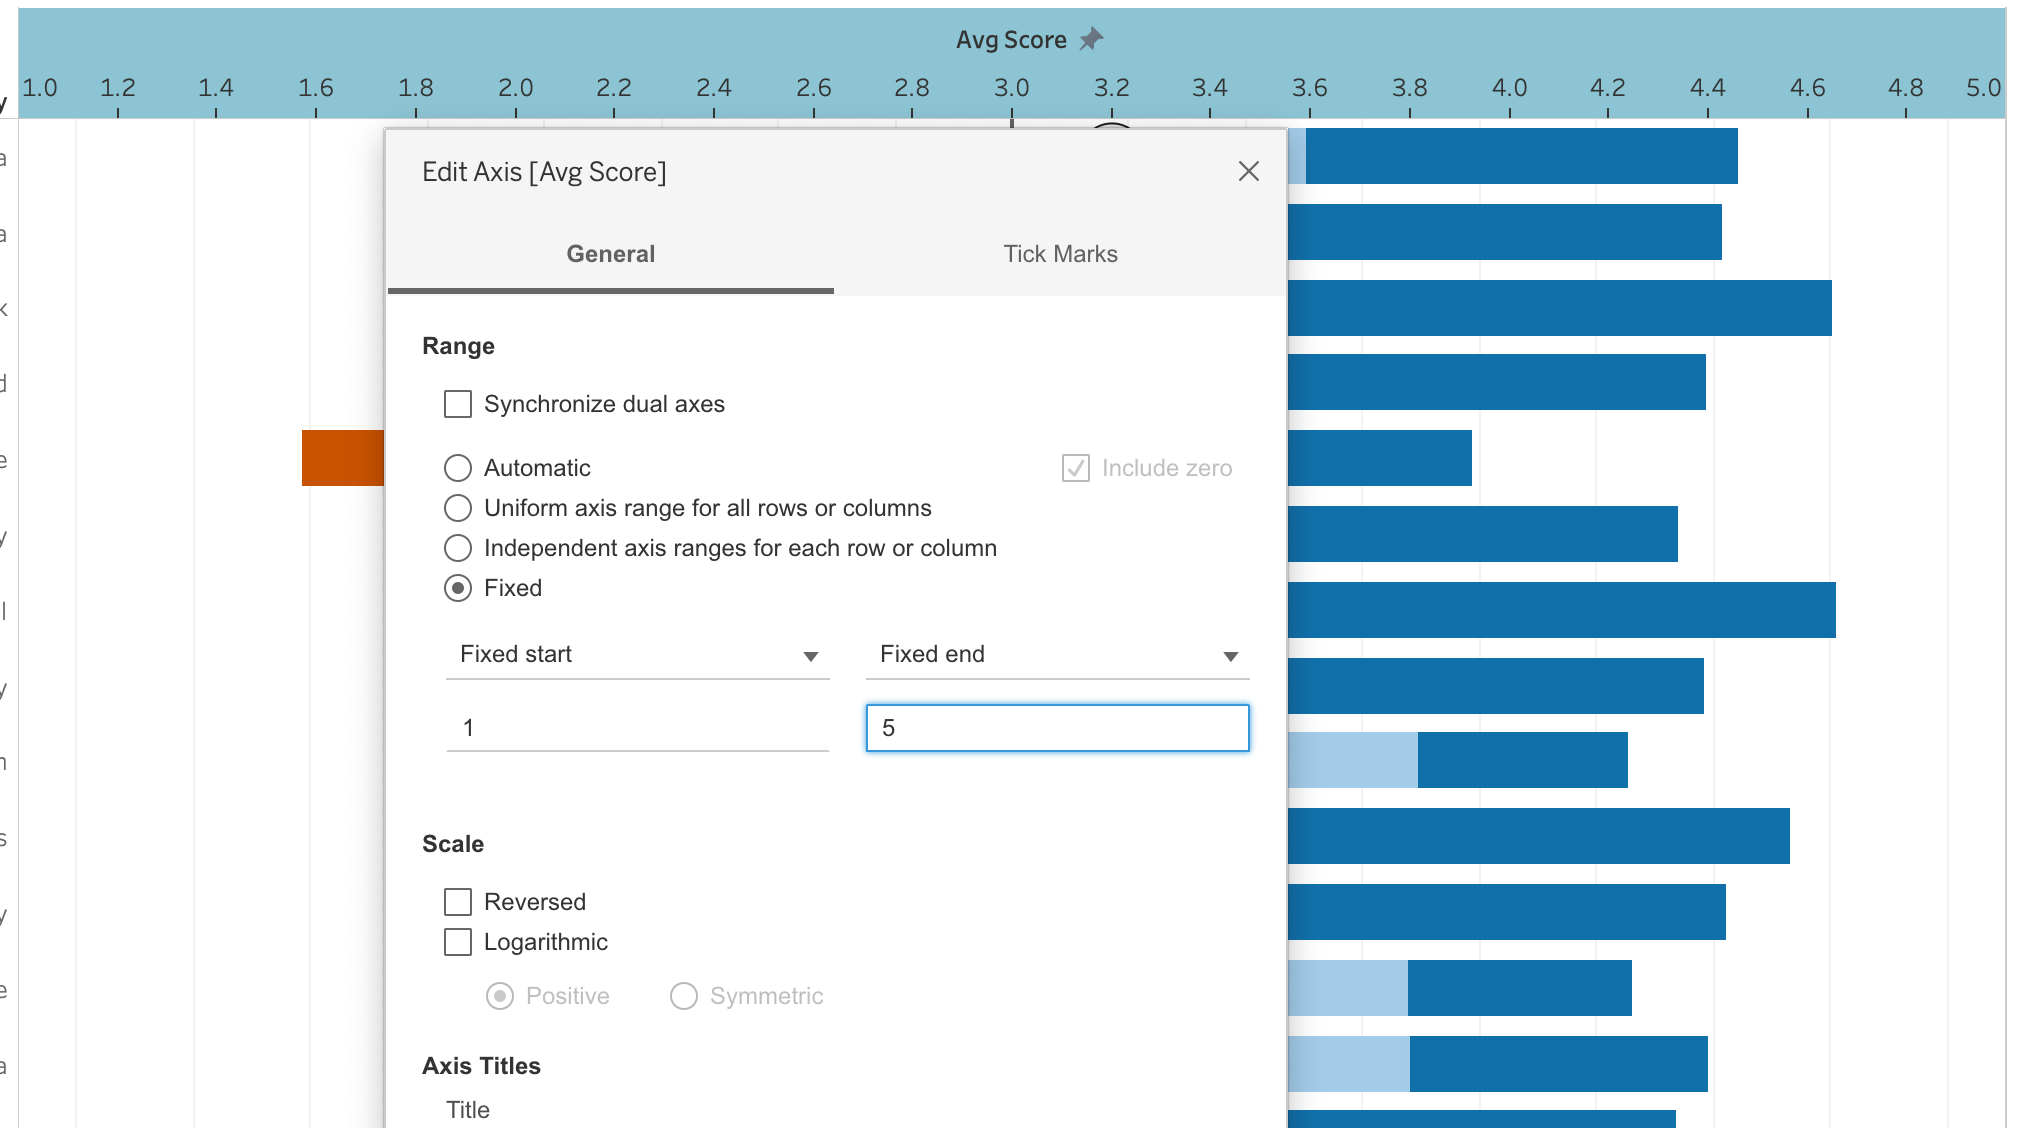 Avg Score
1.0 1.2 1.4 1.6 1.8 2.0 2.2 2.4 2.6 2.8 3.0 3.2 3.4 3.6 3.8 4.0 4.2 4.4 4.6 4.8 5.0
y
a
a
k
d
e
y
l
y
n
s
y
e
a
Edit Axis [Avg Score]
General Tick Marks
Range
Synchronize dual axes
Automatic Include zero
Uniform axis range for all rows or columns
Independent axis ranges for each row or column
Fixed
Fixed start Fixed end
1 5
Scale
Reversed
Logarithmic
Positive Symmetric
Axis Titles
Title